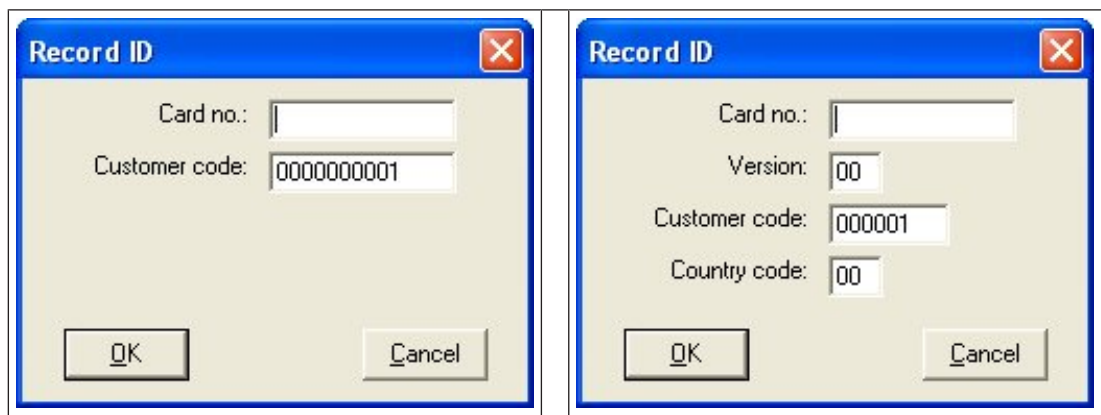 Record ID
Card no.:
Customer code: 0000000001
OK Cancel
Record ID
Card no.:
Version: 00
Customer code: 000001
Country code: 00
OK Cancel